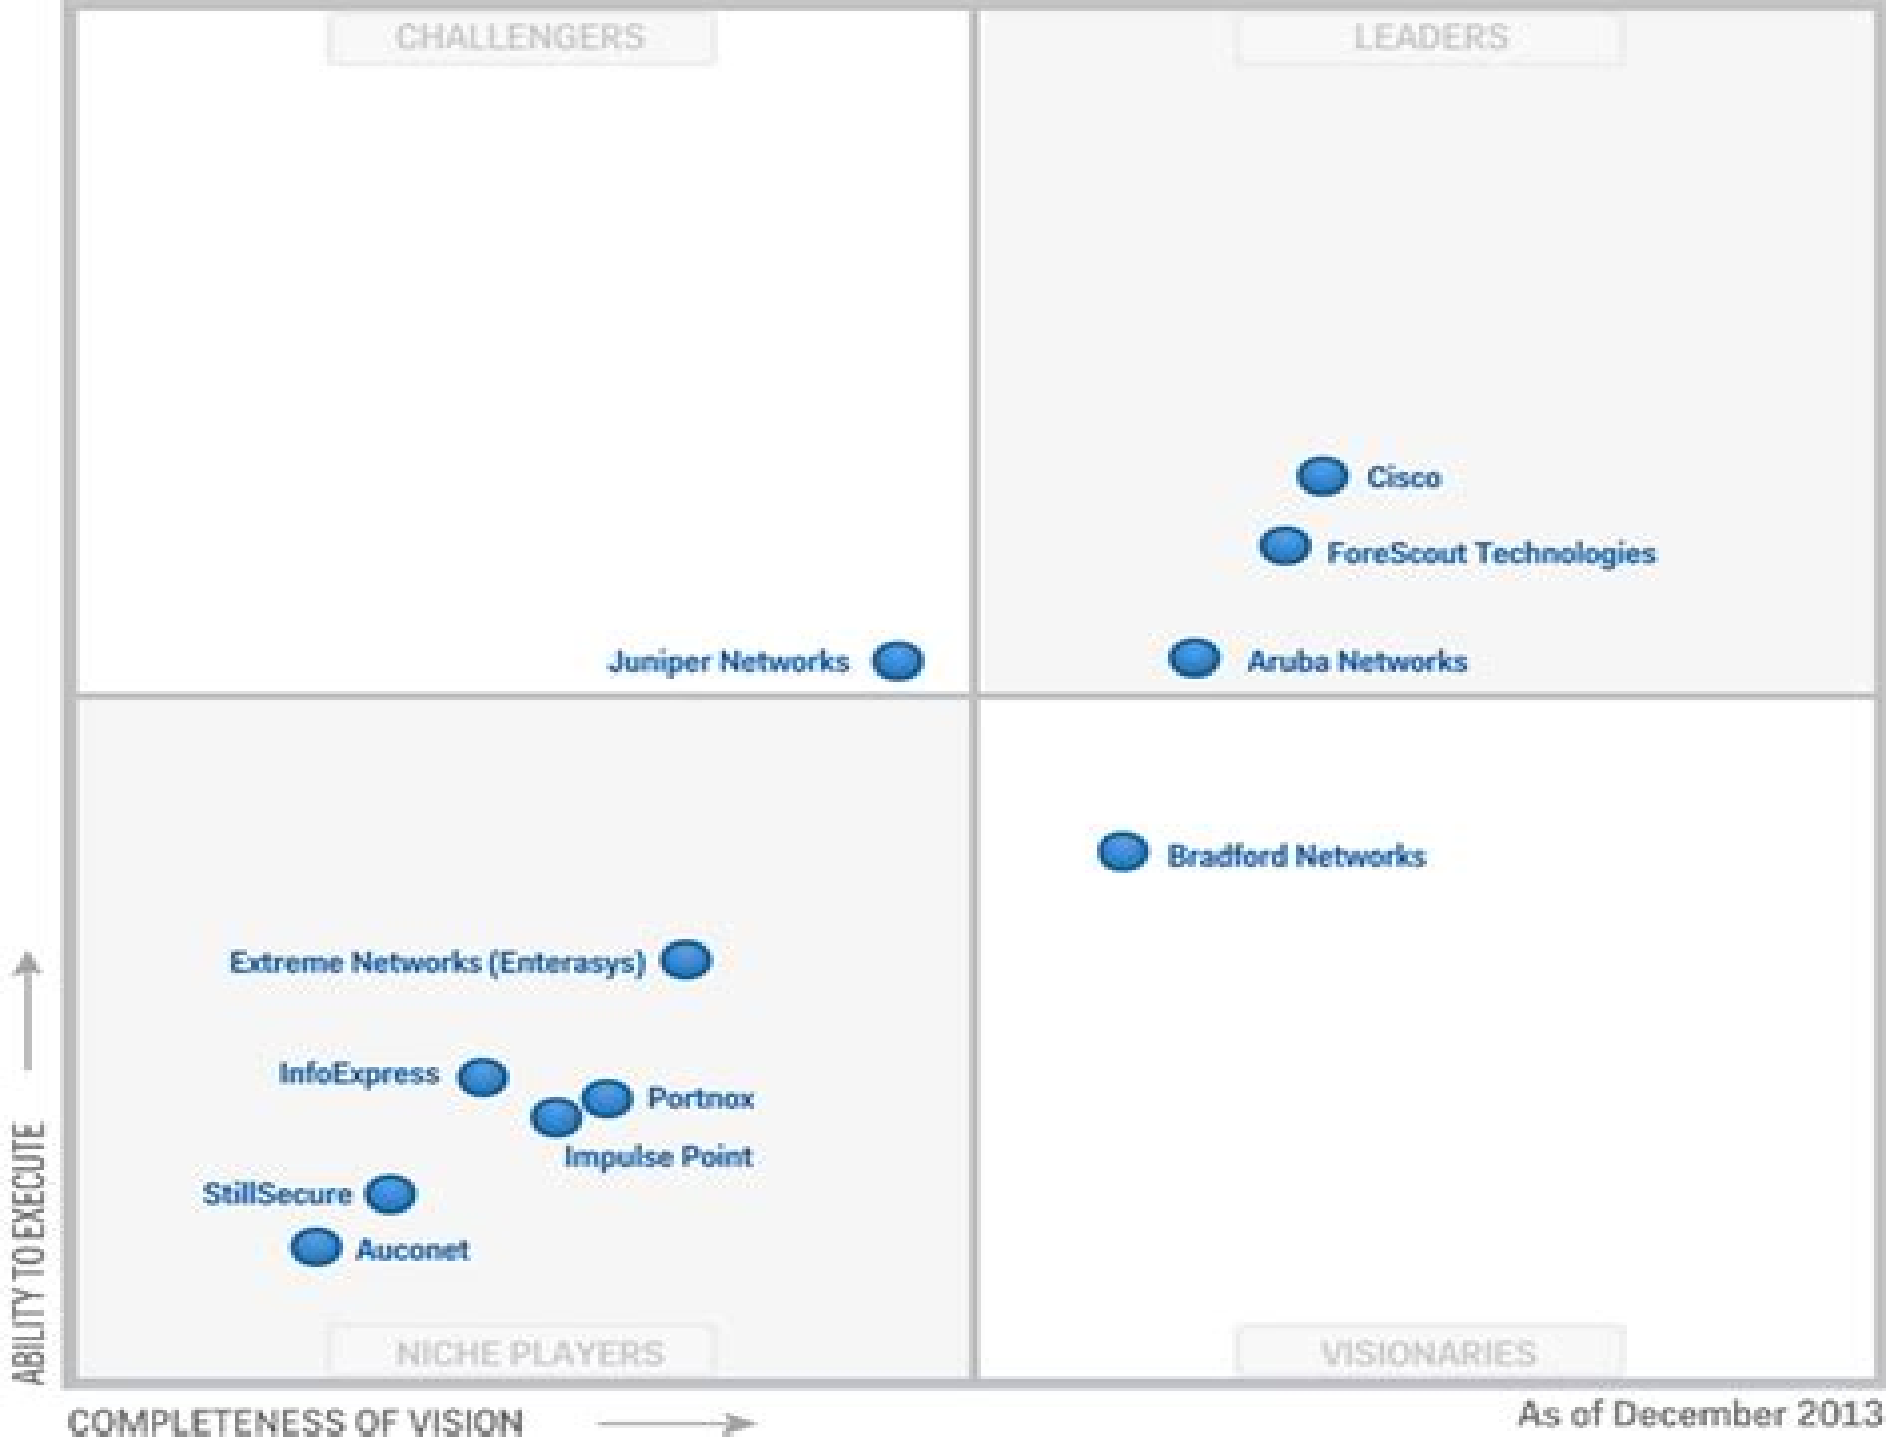 CHALLENGERS
LEADERS
Cisco
ForeScout Technologies
Juniper Networks
Aruba Networks
Bradford Networks
Extreme Networks (Enterasys)
InfoExpress
Portnox
Impulse Point
StillSecure
Auconet
NICHE PLAYERS
VISIONARIES
ABILITY TO EXECUTE
COMPLETENESS OF VISION
As of December 2013